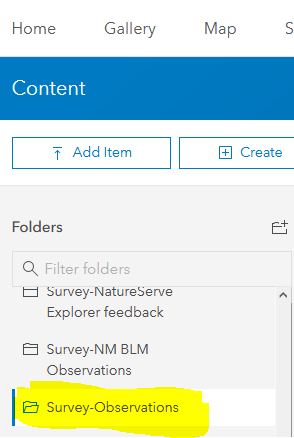 Home Gallery Map S
Content
Add Item Create
Folders
Filter folders
Survey-NatureServe
Explorer feedback
Survey-NM BLM
Observations
Survey-Observations